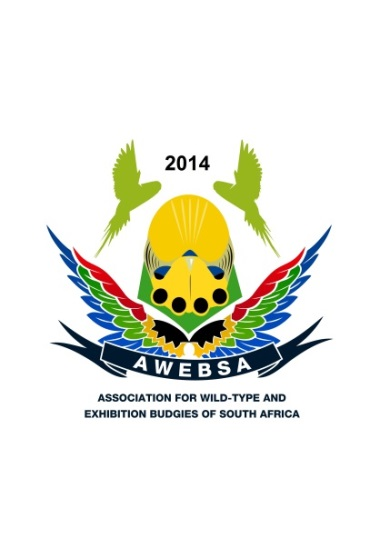 2014
AWEBSA
ASSOCIATION FOR WILD-TYPE AND
EXHIBITION BUDGIES OF SOUTH AFRICA